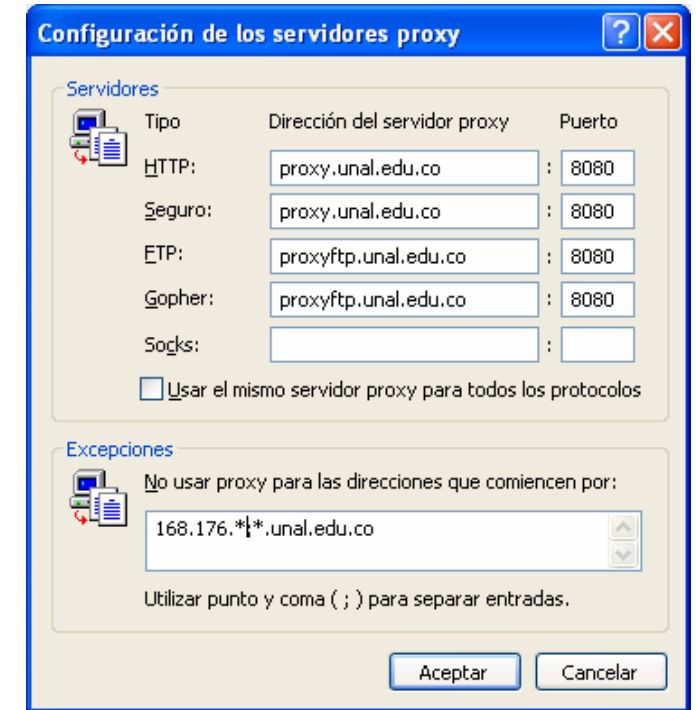 Configuración de los servidores proxy
Servidores
Tipo Dirección del servidor proxy Puerto
HTTP: proxy.unal.edu.co : 8080
Seguro: proxy.unal.edu.co : 8080
FTP: proxyftp.unal.edu.co : 8080
Gopher: proxyftp.unal.edu.co : 8080
Socks: :
Usar el mismo servidor proxy para todos los protocolos
Excepciones
No usar proxy para las direcciones que comiencen por:
168.176.*;*.unal.edu.co
Utilizar punto y coma ( ; ) para separar entradas.
Aceptar Cancelar